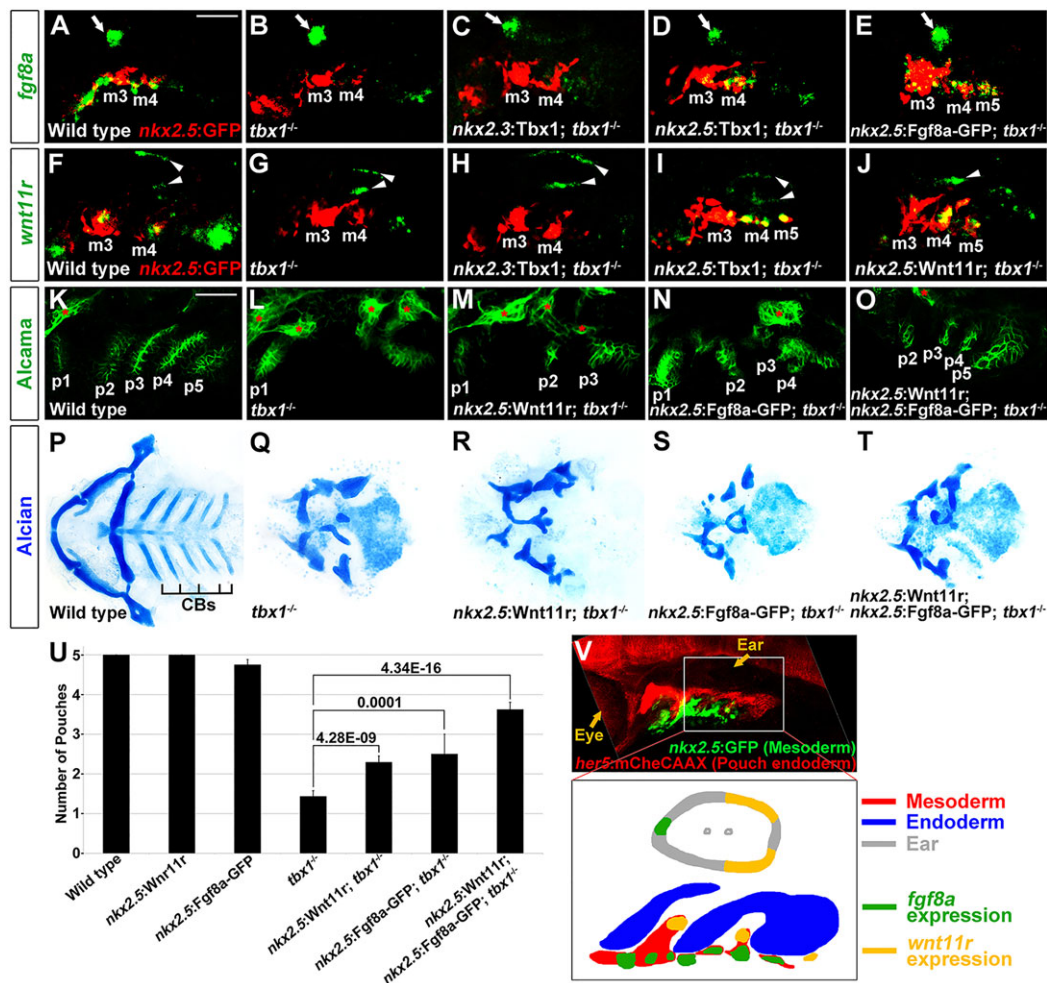 fgf8a
A
m3
m4
Wild type nkx2.5:GFP
B
m3
m4
tbx1-/-
C
m3
m4
nkx2.3:Tbx1; tbx1-/-
D
m3
m4
nkx2.5:Tbx1; tbx1-/-
E
m3
m4
m5
nkx2.5:Fgf8a-GFP; tbx1-/-
wnt11r
F
m3
m4
Wild type nkx2.5:GFP
G
m3
m4
tbx1-/-
H
m3
m4
nkx2.3:Tbx1; tbx1-/-
I
m3
m4
m5
nkx2.5:Tbx1; tbx1-/-
J
m3
m4
m5
nkx2.5:Wnt11r; tbx1-/-
Alcama
K
p1
p2
p3
p4
p5
Wild type
L
p1
tbx1-/-
M
p1
p2
p3
nkx2.5:Wnt11r; tbx1-/-
N
p1
p2
p3
p4
nkx2.5:Fgf8a-GFP; tbx1-/-
O
p2
p3
p4
p5
nkx2.5:Wnt11r;
nkx2.5:Fgf8a-GFP; tbx1-/-
Alcian
P
CBs
Wild type
Q
tbx1-/-
R
nkx2.5:Wnt11r; tbx1-/-
S
nkx2.5:Fgf8a-GFP; tbx1-/-
T
nkx2.5:Wnt11r;
nkx2.5:Fgf8a-GFP; tbx1-/-
U
Number of Pouches
5
4
3
2
1
0
4.34E-16
0.0001
4.28E-09
Wild type
nkx2.5:Wnr11r
nkx2.5:Fgf8a-GFP
tbx1-/-
nkx2.5:Wnt11r; tbx1-/-
nkx2.5:Fgf8a-GFP; tbx1-/-
nkx2.5:Wnt11r;
nkx2.5:Fgf8a-GFP; tbx1-/-
V
Ear
Eye
nkx2.5:GFP (Mesoderm)
her5:mCheCAAX (Pouch endoderm)
Mesoderm
Endoderm
Ear
fgf8a
expression
wnt11r
expression